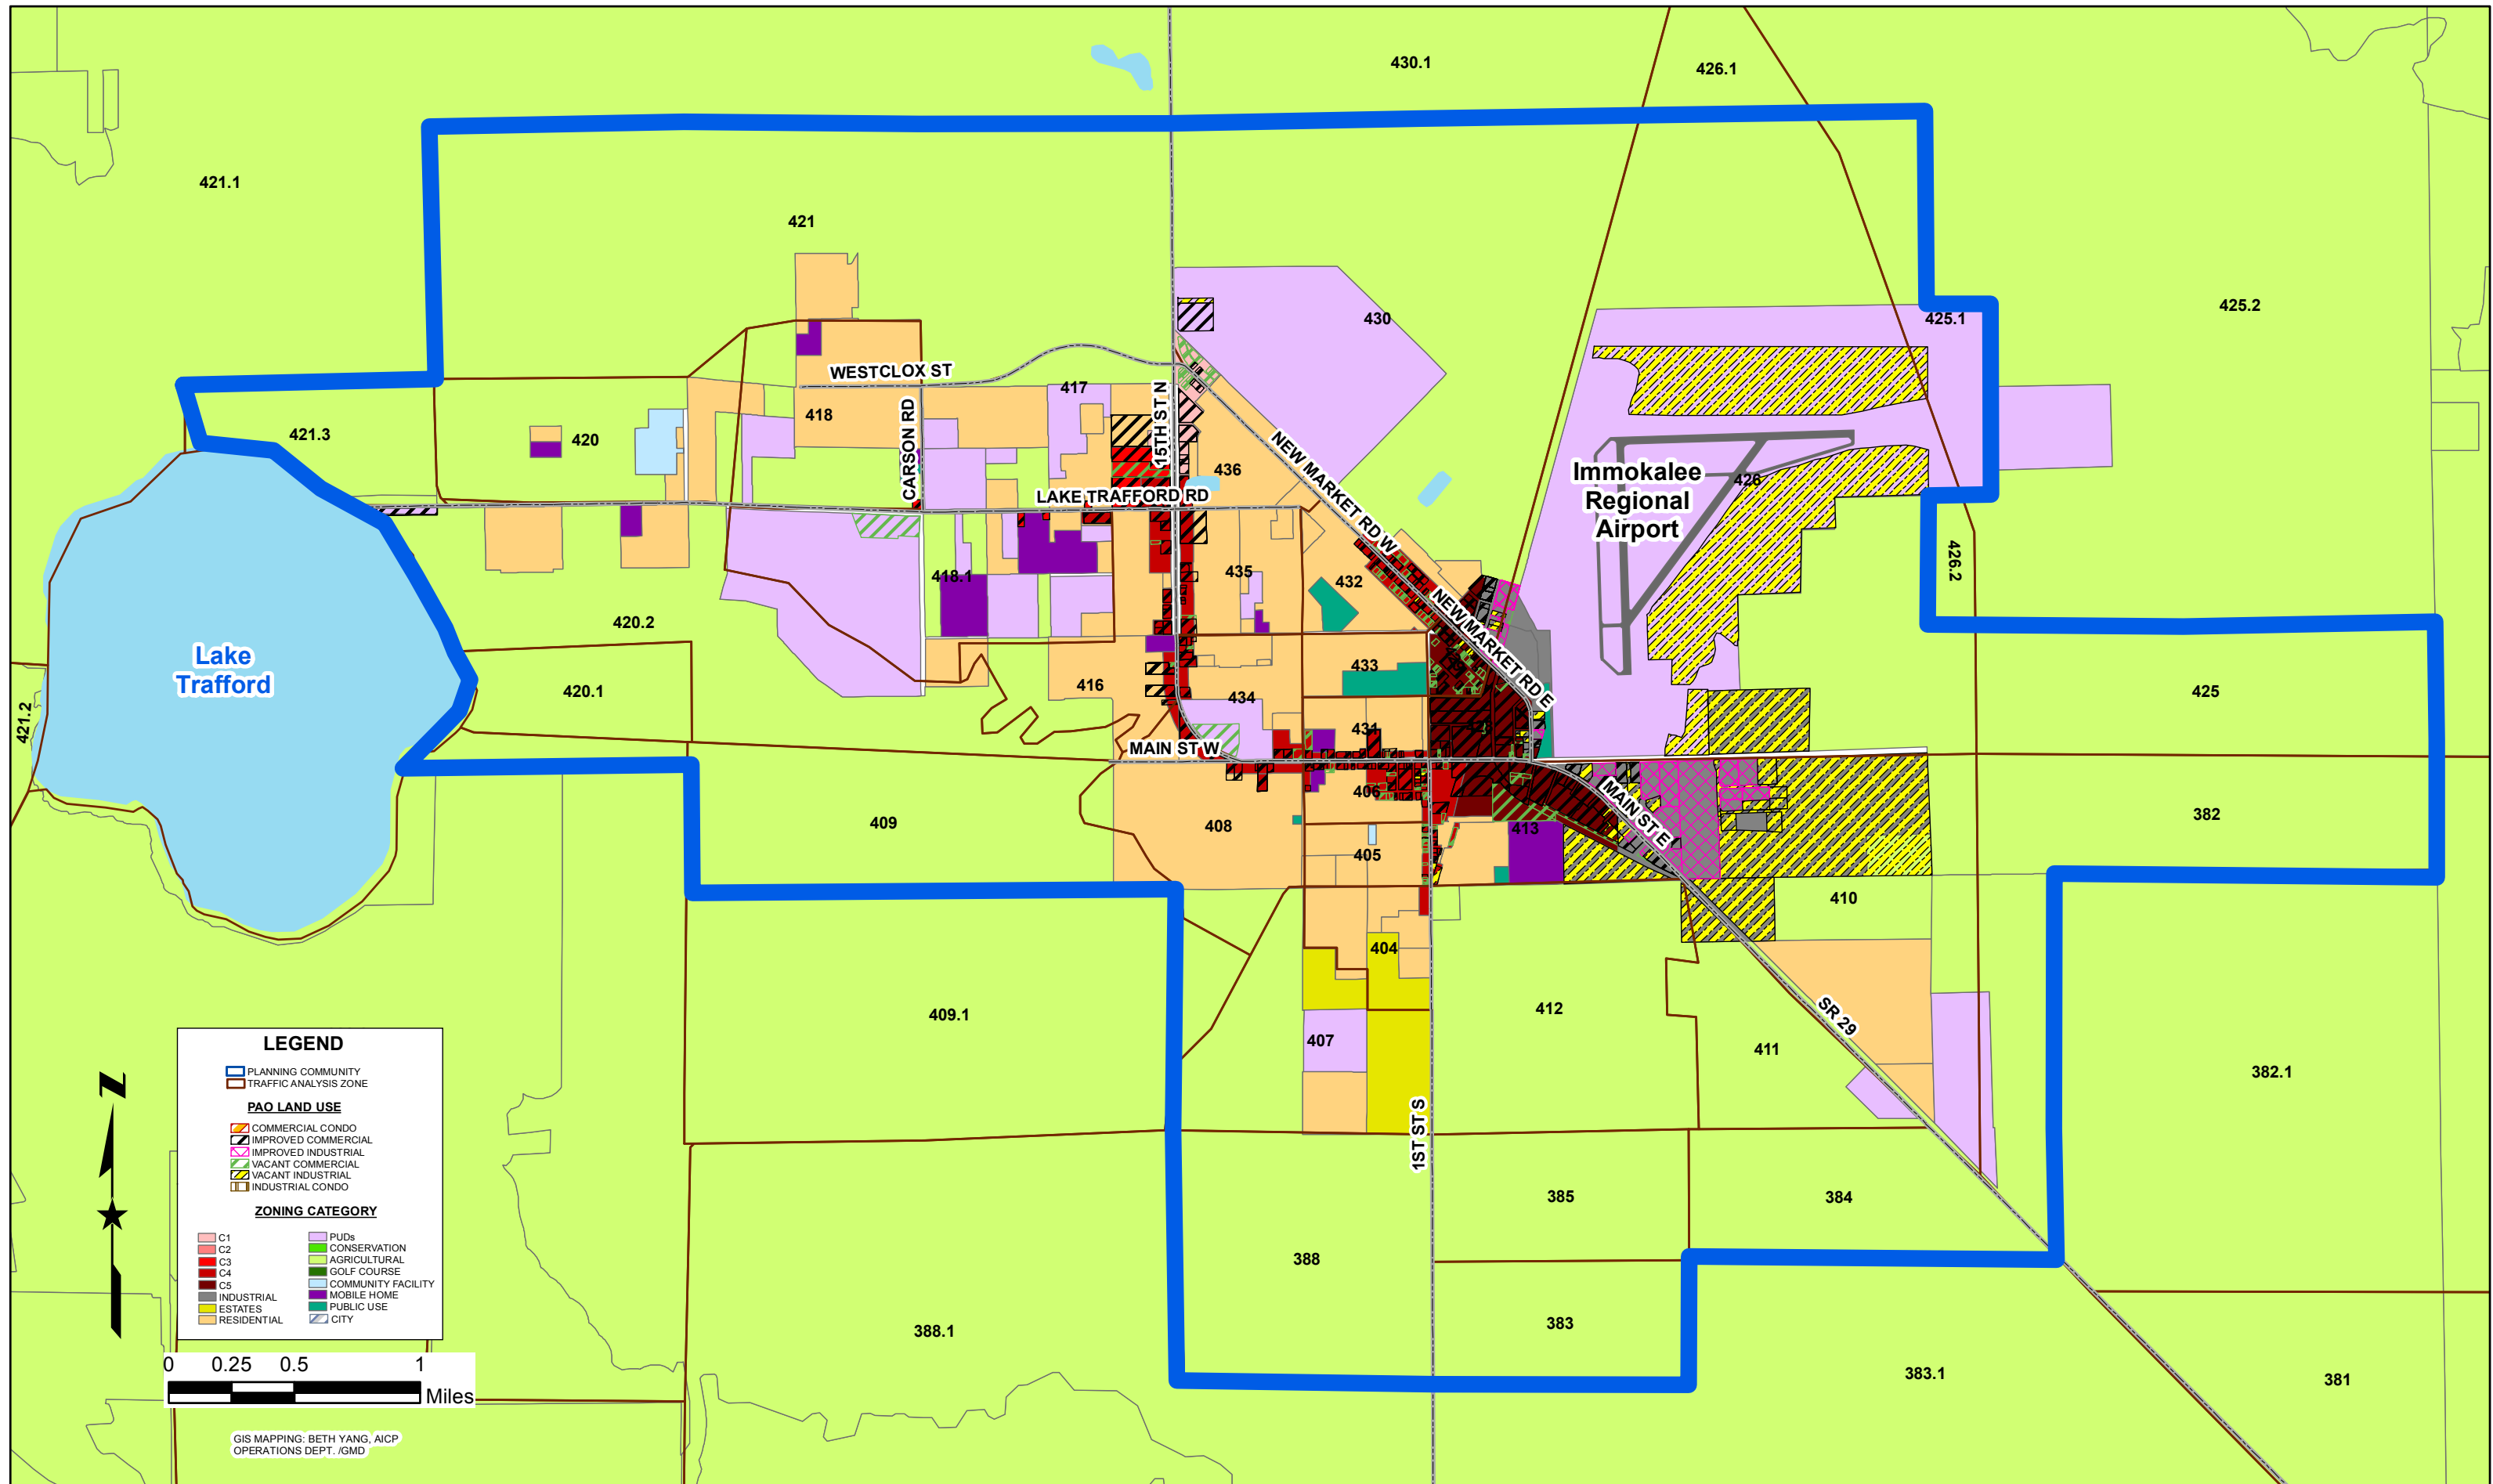 430.1
426.1
421.1
421
425.2
430
425.1
WESTCLOX ST
417
418
CARSON RD
15TH ST N
421.3
420
436
NEW MARKET RD W
Immokalee
Regional
Airport
426
LAKE TRAFFORD RD
426.2
418.1
435
432
NEW MARKET RD E
420.2
Lake
Trafford
433
420.1
416
434
425
421.2
431
MAIN ST W
406
MAIN ST E
382
409
408
413
405
410
404
409.1
412
SR 29
407
411
382.1
1ST ST S
385
384
388
388.1
383
383.1
381
LEGEND
PLANNING COMMUNITY
TRAFFIC ANALYSIS ZONE
PAO LAND USE
COMMERCIAL CONDO
IMPROVED COMMERCIAL
IMPROVED INDUSTRIAL
VACANT COMMERCIAL
VACANT INDUSTRIAL
INDUSTRIAL CONDO
ZONING CATEGORY
C1
C2
C3
C4
C5
INDUSTRIAL
ESTATES
RESIDENTIAL
PUDs
CONSERVATION
AGRICULTURAL
GOLF COURSE
COMMUNITY FACILITY
MOBILE HOME
PUBLIC USE
CITY
N
0 0.25 0.5 1
Miles
GIS MAPPING: BETH YANG, AICP
OPERATIONS DEPT. /GMD